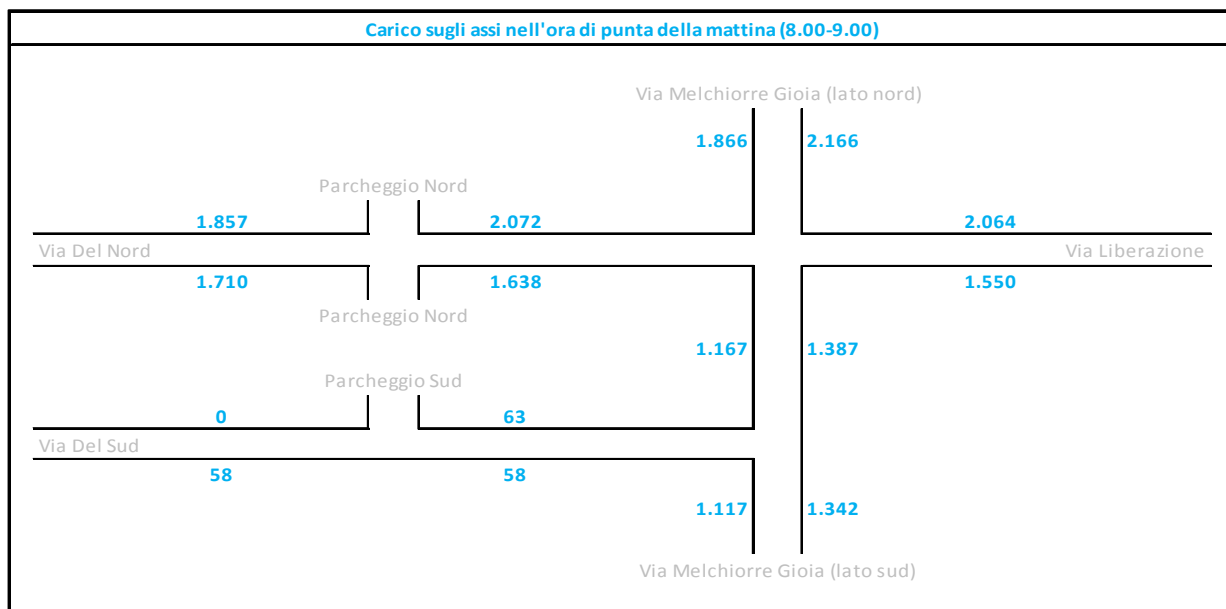 Carico sugli assi nell'ora di punta della mattina (8.00-9.00)
Via Melchiorre Gioia (lato nord)
1.866 2.166
Parcheggio Nord
1.857 2.072 2.064
Via Del Nord Via Liberazione
1.710 1.638 1.550
Parcheggio Nord
1.167 1.387
Parcheggio Sud
0 63
Via Del Sud
58 58
1.117 1.342
Via Melchiorre Gioia (lato sud)